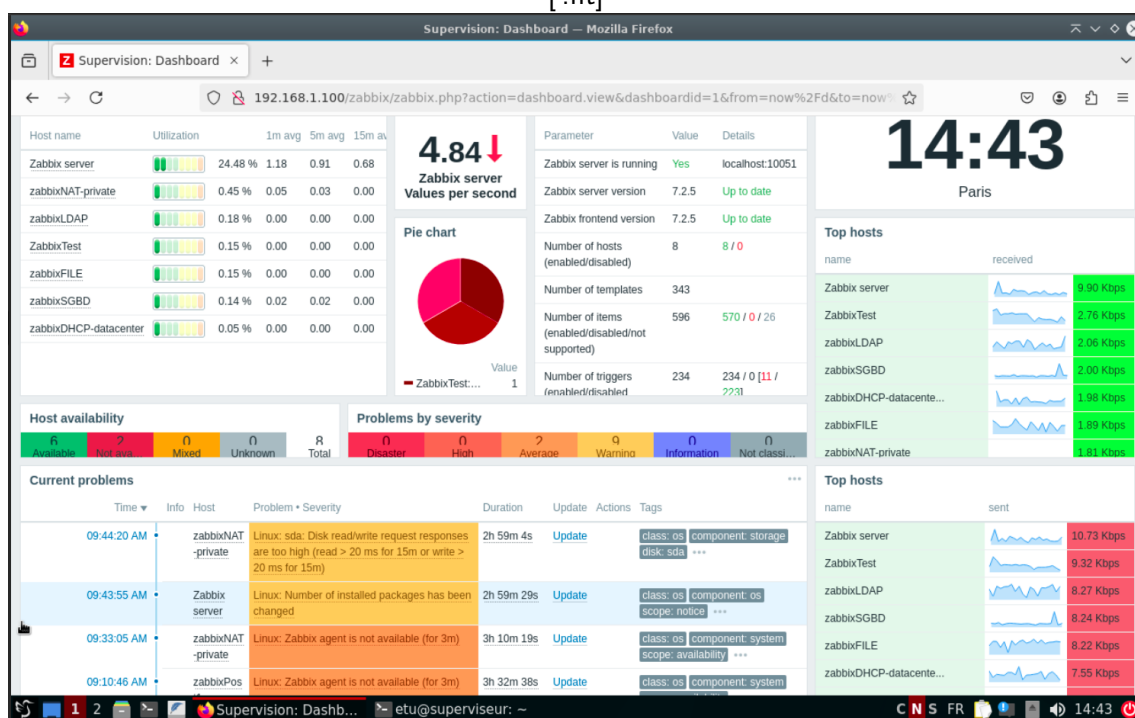 Supervision: Dashboard — Mozilla Firefox
Z Supervision: Dashboard × +
192.168.1.100/zabbix/zabbix.php?action=dashboard.view&dashboardid=1&from=now%2Fd&to=now
Host name Utilization 1m avg 5m avg 15m av
Zabbix server 24.48 % 1.18 0.91 0.68
zabbixNAT-private 0.45 % 0.05 0.03 0.00
zabbixLDAP 0.18 % 0.00 0.00 0.00
ZabbixTest 0.15 % 0.00 0.00 0.00
zabbixFILE 0.15 % 0.00 0.00 0.00
zabbixSGBD 0.14 % 0.02 0.02 0.00
zabbixDHCP-datacenter 0.05 % 0.00 0.00 0.00
4.84
Zabbix server
Values per second
Pie chart
Value
ZabbixTest:... 1
Parameter Value Details
Zabbix server is running Yes localhost:10051
Zabbix server version 7.2.5 Up to date
Zabbix frontend version 7.2.5 Up to date
Number of hosts
(enabled/disabled) 8 8 / 0
Number of templates 343
Number of items
(enabled/disabled/not
supported) 596 570 / 0 / 26
Number of triggers
(enabled/disabled 234 234 / 0 [11 /
223]
14:43
Paris
Top hosts
name received
Zabbix server 9.90 Kbps
ZabbixTest 2.76 Kbps
zabbixLDAP 2.06 Kbps
zabbixSGBD 2.00 Kbps
zabbixDHCP-datacente... 1.98 Kbps
zabbixFILE 1.89 Kbps
zabbixNAT-private 1.81 Kbps
Host availability
6 2 0 0 8
Available Not ava... Mixed Unknown Total
Problems by severity
0 0 2 9 0 0
Disaster High Average Warning Information Not classi...
Current problems
Time Info Host Problem • Severity Duration Update Actions Tags
09:44:20 AM zabbixNAT
-private Linux: sda: Disk read/write request responses
are too high (read > 20 ms for 15m or write >
20 ms for 15m) 2h 59m 4s Update class: os component: storage
disk: sda
09:43:55 AM Zabbix
server Linux: Number of installed packages has been
changed 2h 59m 29s Update class: os component: os
scope: notice
09:33:05 AM zabbixNAT
-private Linux: Zabbix agent is not available (for 3m) 3h 10m 19s Update class: os component: system
scope: availability
09:10:46 AM zabbixPos Linux: Zabbix agent is not available (for 3m) 3h 32m 38s Update class: os component: system
Top hosts
name sent
Zabbix server 10.73 Kbps
ZabbixTest 9.32 Kbps
zabbixLDAP 8.27 Kbps
zabbixSGBD 8.24 Kbps
zabbixFILE 8.22 Kbps
zabbixDHCP-datacente... 7.55 Kbps
1 2 Supervision: Dashb... etu@superviseur: ~ C N S FR 14:43